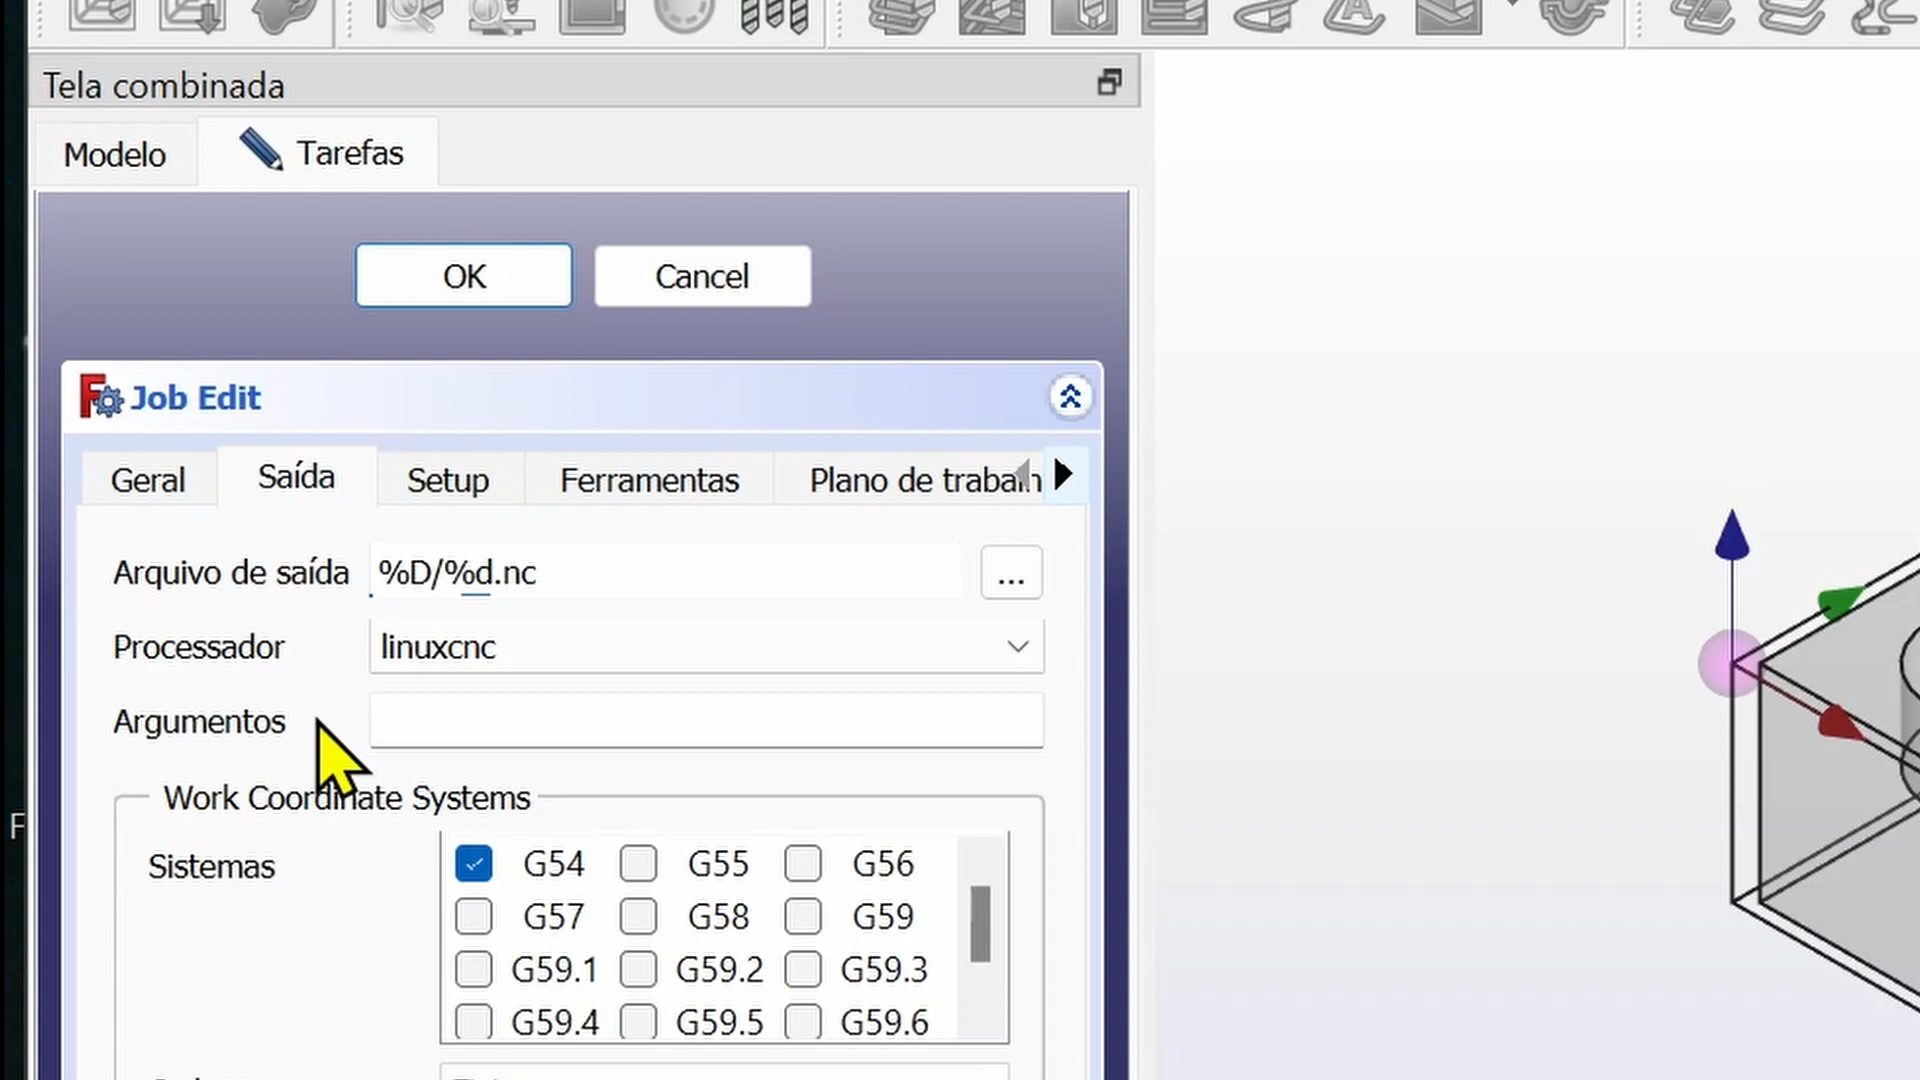 Tela combinada
Modelo
Tarefas
OK
Cancel
Job Edit
Geral
Saída
Setup
Ferramentas
Arquivo de saída
%D/%d.nc
...
Processador
linuxcnc
Argumentos
Work Coordinate Systems
Sistemas
G54 G55 G56
G57 G58 G59
G59.1 G59.2 G59.3
G59.4 G59.5 G59.6
Plano de
F